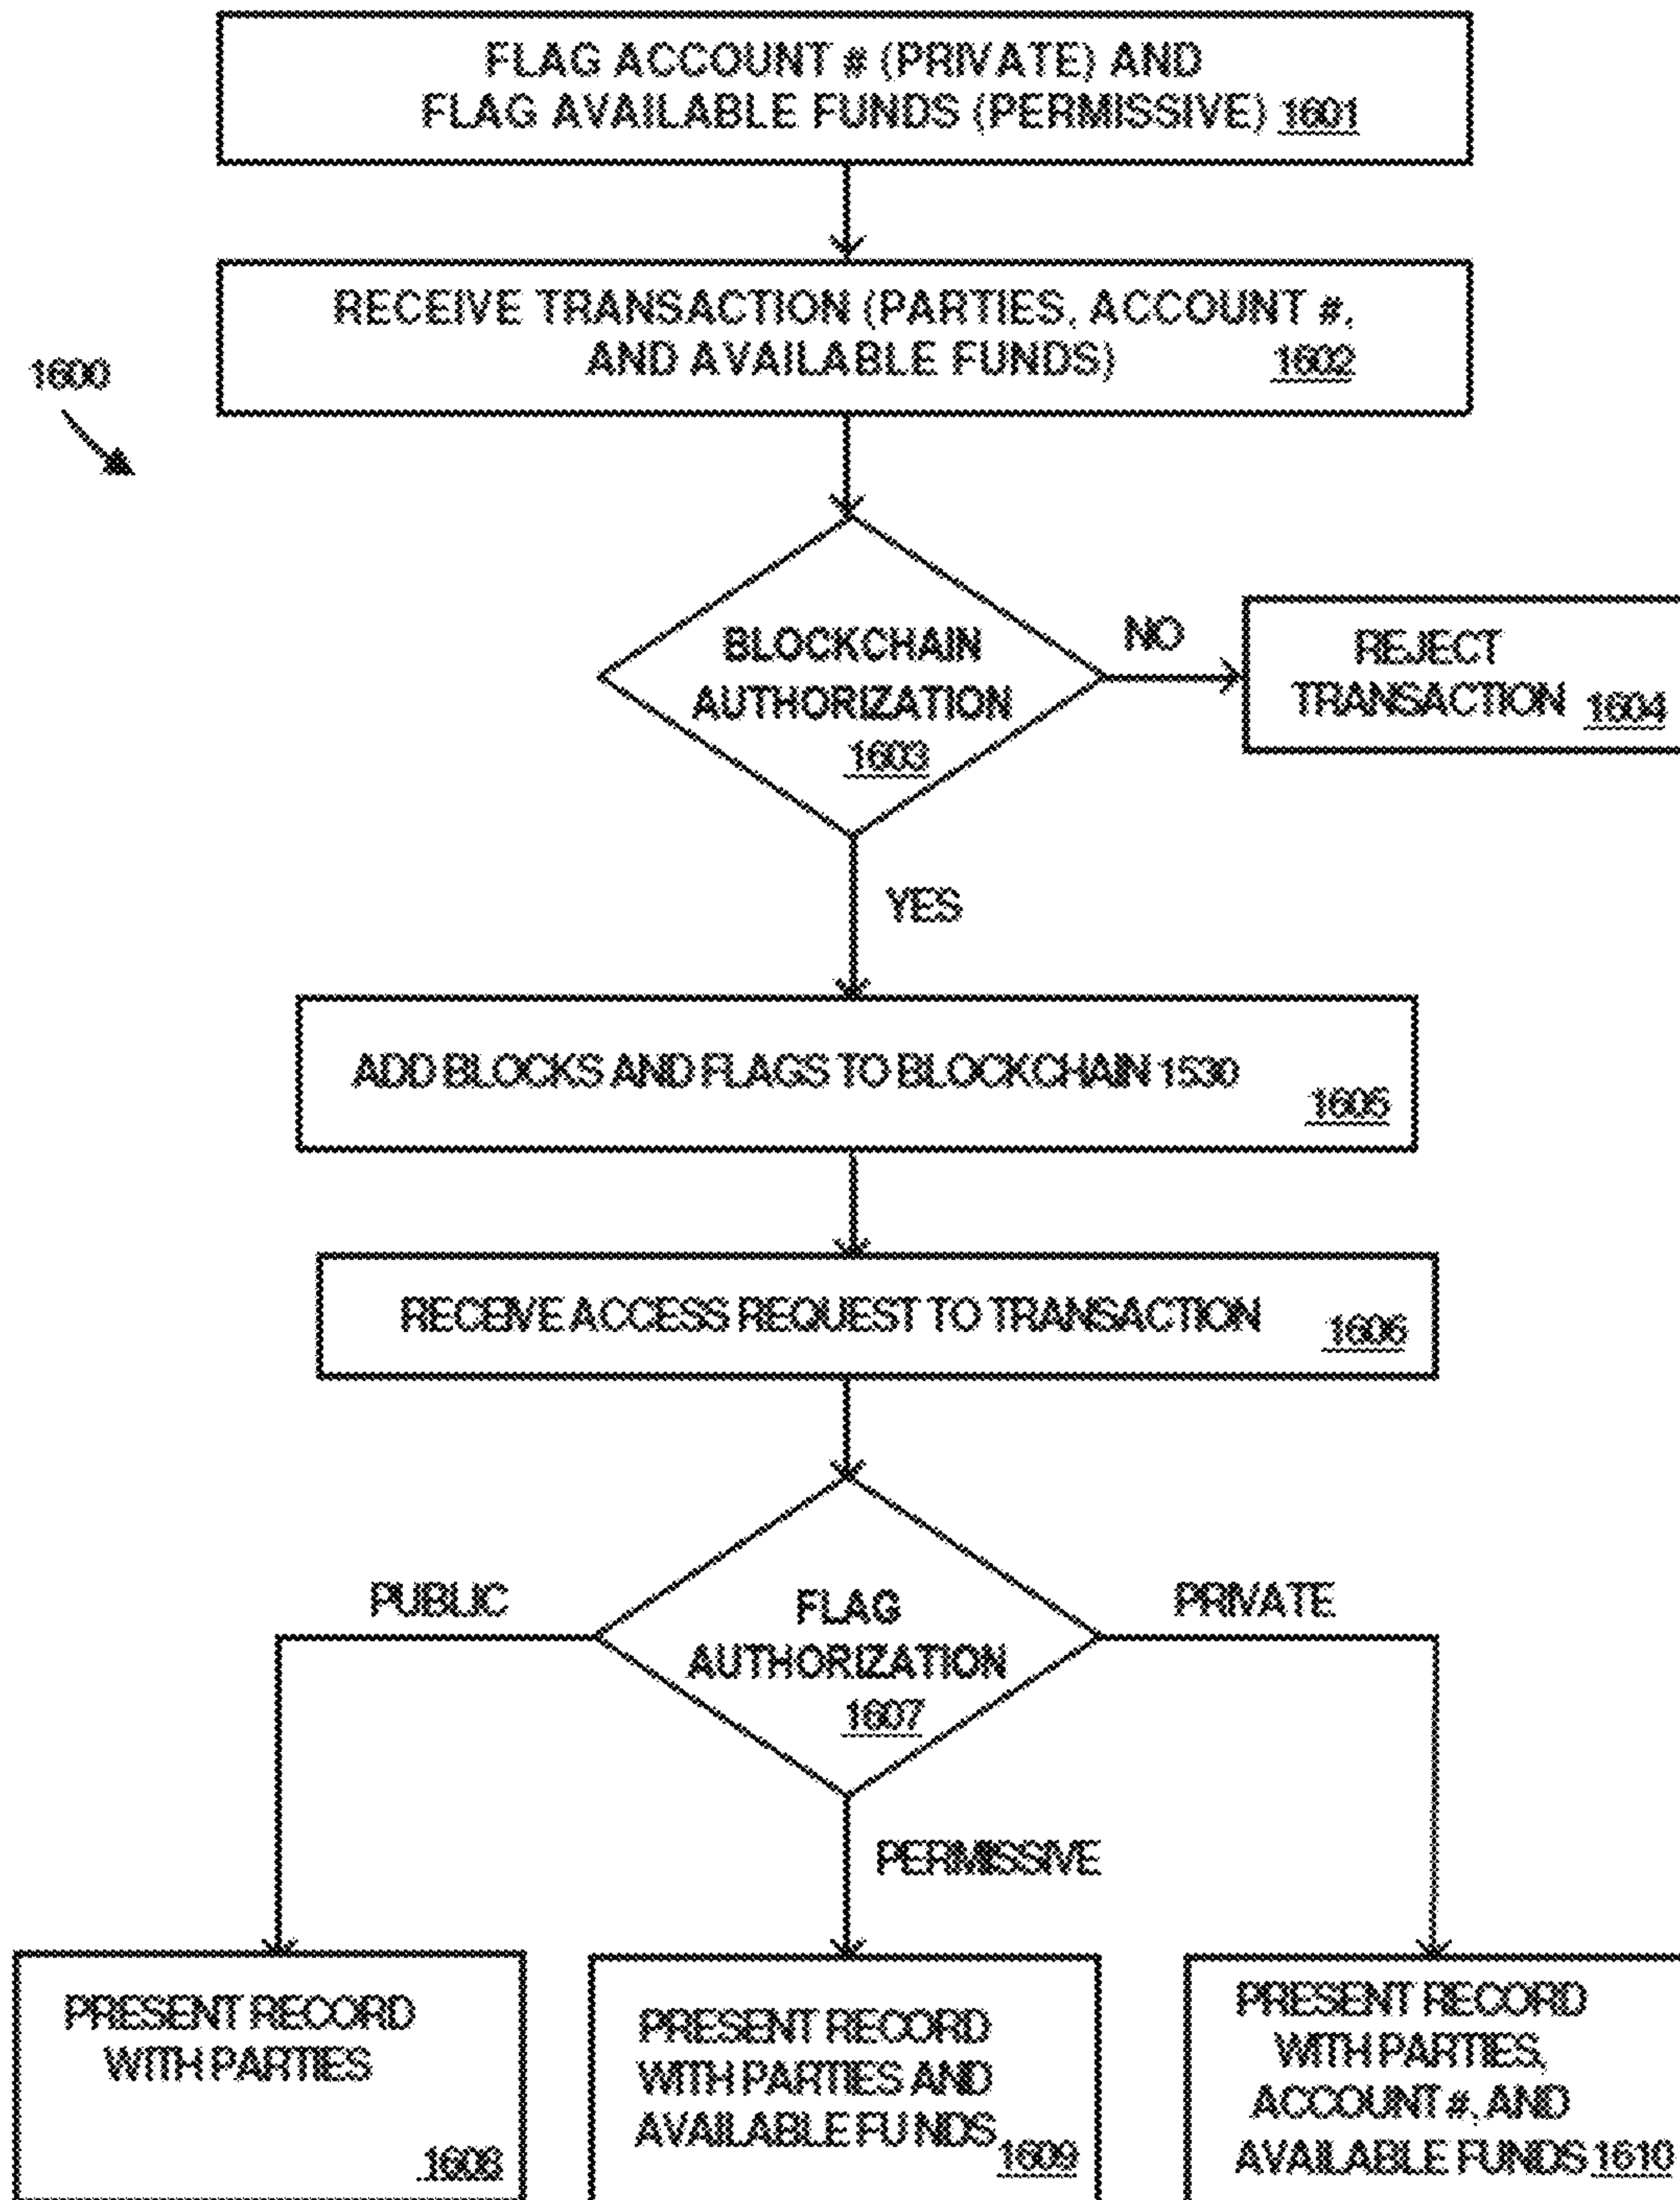 FLAG ACCOUNT # (PRIVATE) AND
FLAG AVAILABLE FUNDS (PERMISSIVE) 1601
RECEIVE TRANSACTION (PARTIES, ACCOUNT #,
AND AVAILABLE FUNDS) 1602
1600
BLOCKCHAIN
AUTHORIZATION
1603
NO
REJECT
TRANSACTION 1604
YES
ADD BLOCKS AND FLAGS TO BLOCKCHAIN 1530
1605
RECEIVE ACCESS REQUEST TO TRANSACTION 1606
PUBLIC
FLAG
AUTHORIZATION
1607
PRIVATE
PERMISSIVE
PRESENT RECORD
WITH PARTIES
1608
PRESENT RECORD
WITH PARTIES AND
AVAILABLE FUNDS 1609
PRESENT RECORD
WITH PARTIES,
ACCOUNT #, AND
AVAILABLE FUNDS 1610